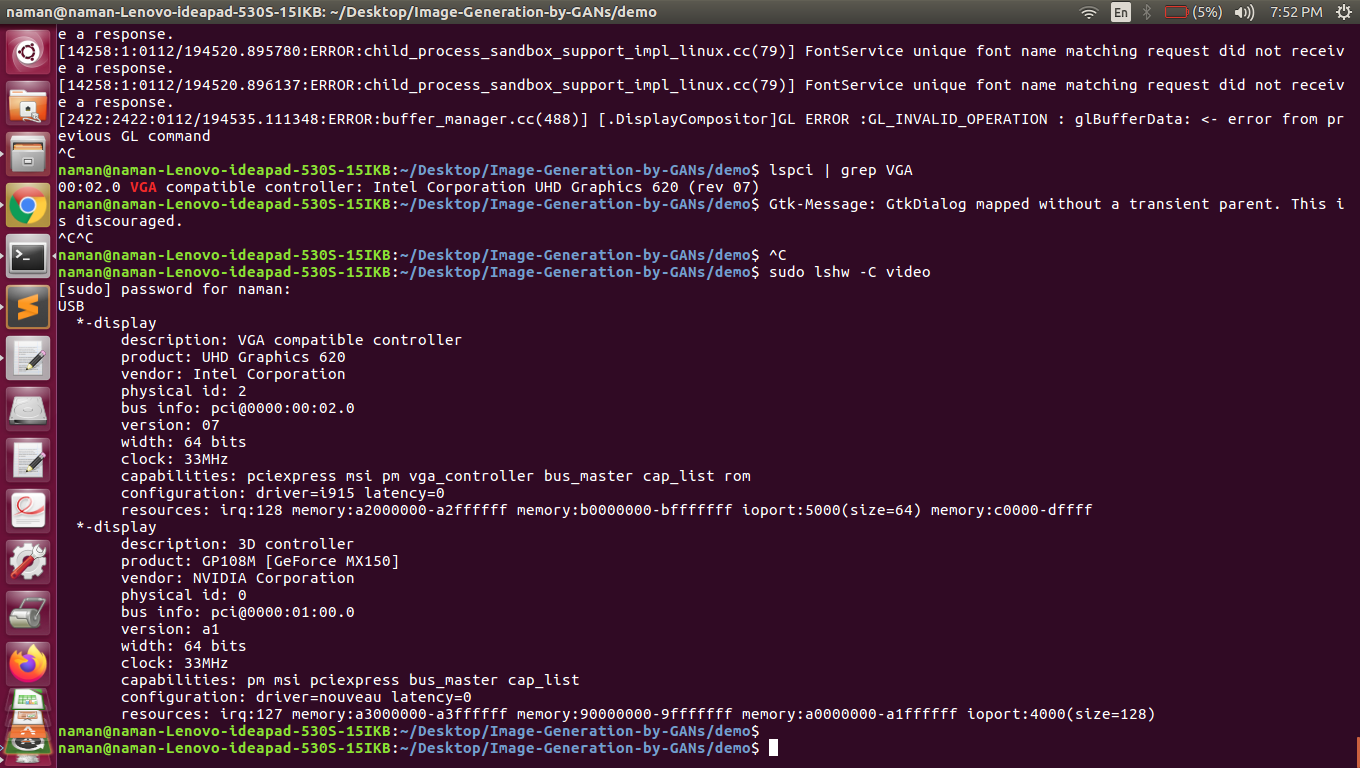 naman@naman-Lenovo-ideapad-530S-15IKB: ~/Desktop/Image-Generation-by-GANs/demo En (5%) 7:52 PM
e a response.
[14258:1:0112/194520.895780:ERROR:child_process_sandbox_support_impl_linux.cc(79)] FontService unique font name matching request did not receiv
e a response.
[14258:1:0112/194520.896137:ERROR:child_process_sandbox_support_impl_linux.cc(79)] FontService unique font name matching request did not receiv
e a response.
[2422:2422:0112/194535.111348:ERROR:buffer_manager.cc(488)] [.DisplayCompositor]GL ERROR :GL_INVALID_OPERATION : glBufferData: <- error from pr
evious GL command
^C
naman@naman-Lenovo-ideapad-530S-15IKB:~/Desktop/Image-Generation-by-GANs/demo$ lspci | grep VGA
00:02.0 VGA compatible controller: Intel Corporation UHD Graphics 620 (rev 07)
naman@naman-Lenovo-ideapad-530S-15IKB:~/Desktop/Image-Generation-by-GANs/demo$ Gtk-Message: GtkDialog mapped without a transient parent. This i
s discouraged.
^C^C
naman@naman-Lenovo-ideapad-530S-15IKB:~/Desktop/Image-Generation-by-GANs/demo$ ^C
naman@naman-Lenovo-ideapad-530S-15IKB:~/Desktop/Image-Generation-by-GANs/demo$ sudo lshw -C video
[sudo] password for naman:
USB
*-display
description: VGA compatible controller
product: UHD Graphics 620
vendor: Intel Corporation
physical id: 2
bus info: pci@0000:00:02.0
version: 07
width: 64 bits
clock: 33MHz
capabilities: pciexpress msi pm vga_controller bus_master cap_list rom
configuration: driver=i915 latency=0
resources: irq:128 memory:a2000000-a2ffffff memory:b0000000-bfffffff ioport:5000(size=64) memory:c0000-dffff
*-display
description: 3D controller
product: GP108M [GeForce MX150]
vendor: NVIDIA Corporation
physical id: 0
bus info: pci@0000:01:00.0
version: a1
width: 64 bits
clock: 33MHz
capabilities: pm msi pciexpress bus_master cap_list
configuration: driver=nouveau latency=0
resources: irq:127 memory:a3000000-a3ffffff memory:90000000-9fffffff memory:a0000000-a1ffffff ioport:4000(size=128)
naman@naman-Lenovo-ideapad-530S-15IKB:~/Desktop/Image-Generation-by-GANs/demo$
naman@naman-Lenovo-ideapad-530S-15IKB:~/Desktop/Image-Generation-by-GANs/demo$